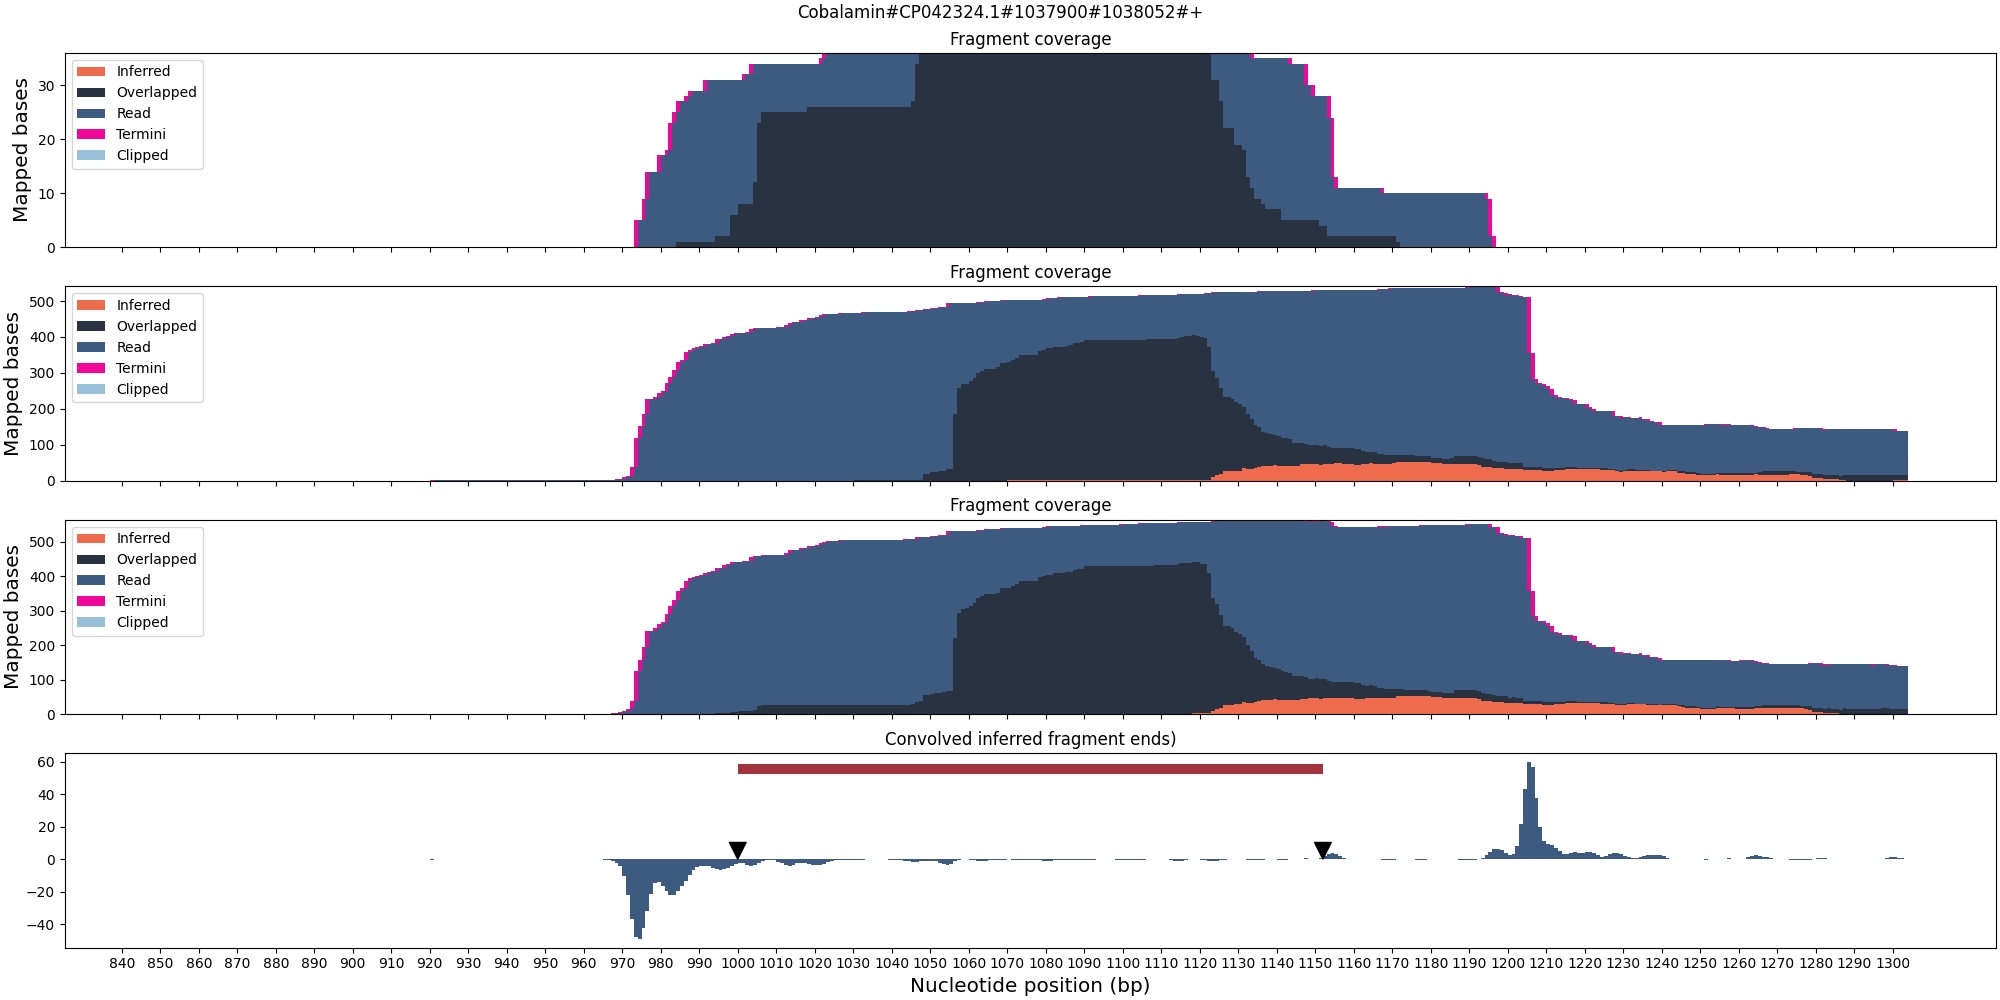 Cobalamin#CP042324.1#1037900#1038052#+
Fragment coverage
Mapped bases
30
20
10
0
Inferred
Overlapped
Read
Termini
Clipped
Fragment coverage
Mapped bases
500
400
300
200
100
0
Inferred
Overlapped
Read
Termini
Clipped
Fragment coverage
Mapped bases
500
400
300
200
100
0
Inferred
Overlapped
Read
Termini
Clipped
Convolved inferred fragment ends)
60
40
20
0
−20
−40
840 850 860 870 880 890 900 910 920 930 940 950 960 970 980 990 1000 1010 1020 1030 1040 1050 1060 1070 1080 1090 1100 1110 1120 1130 1140 1150 1160 1170 1180 1190 1200 1210 1220 1230 1240 1250 1260 1270 1280 1290 1300
Nucleotide position (bp)